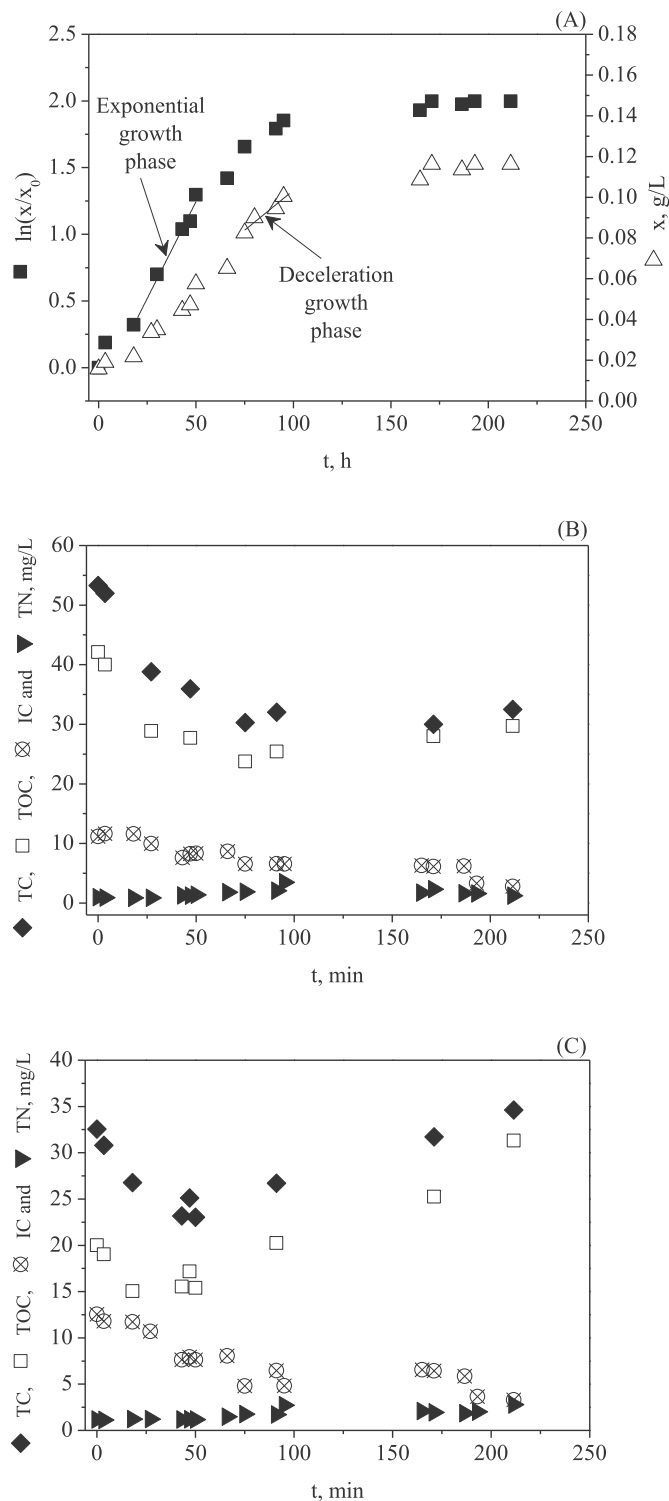 (A)
2.5
2.0
1.5
1.0
0.5
0.0
0.18
0.16
0.14
0.12
0.10
0.08
0.06
0.04
0.02
0.00
Exponential
growth
phase
Deceleration
growth
phase
ln(x/x0)
x, g/L
0 50 100 150 200 250
t, h
(B)
60
50
40
30
20
10
0
TC, TOC, IC and TN, mg/L
0 50 100 150 200 250
t, min
(C)
40
35
30
25
20
15
10
5
0
TC, TOC, IC and TN, mg/L
0 50 100 150 200 250
t, min